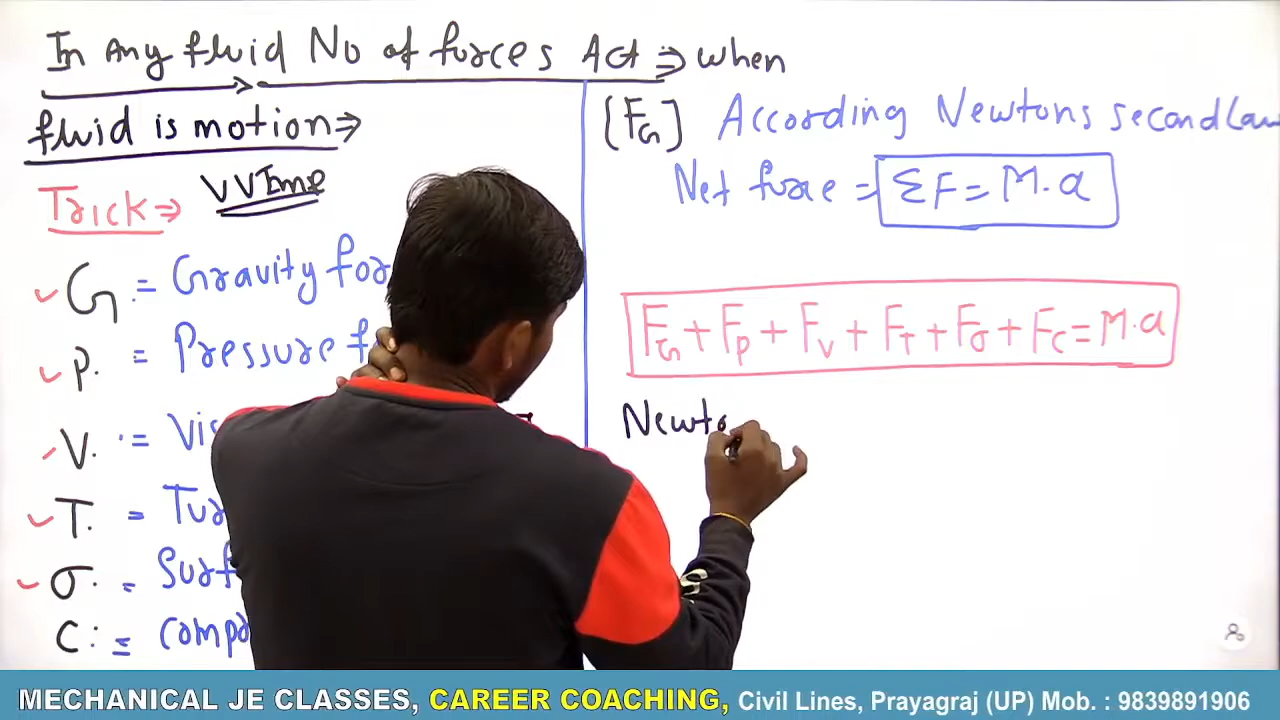 In Any fluid No of forces Act ⇒ when
fluid is motion ⇒
Trick ⇒ VVImp
G = Gravity for
P. = Pressure f
V. = Vis
T. = Tur
σ. = Surf
C : = comp
[FG] According Newtons second Law
Net force = ΣF = M.a
FG + FP + FV + FT + Fσ + FC = M.a
Newto
MECHANICAL JE CLASSES, CAREER COACHING, Civil Lines, Prayagraj (UP) Mob. : 9839891906